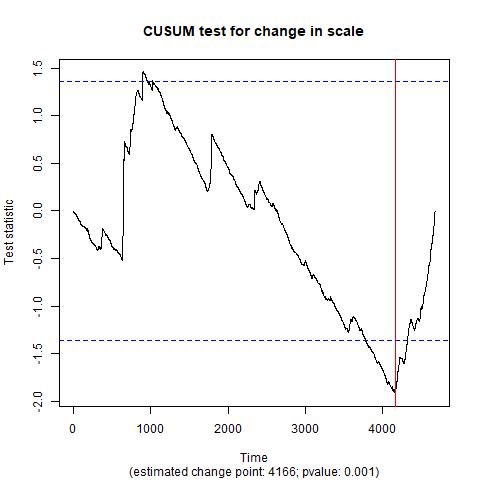 CUSUM test for change in scale
Test statistic
1.5
1.0
0.5
0.0
-0.5
-1.0
-1.5
-2.0
0 1000 2000 3000 4000
Time
(estimated change point: 4166; pvalue: 0.001)